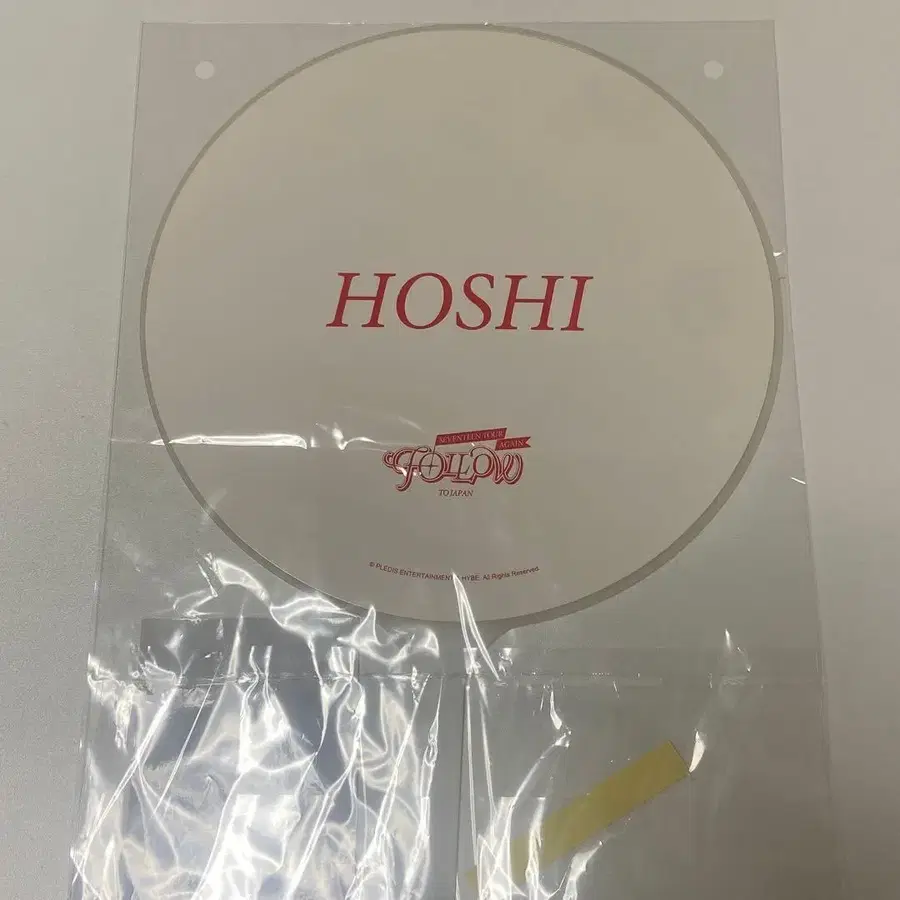 HOSHI
SEVENTEEN TOUR
AGAIN
FOLLOW
TO JAPAN
© PLEDIS ENTERTAINMENT HYBE. All Rights Reserved.